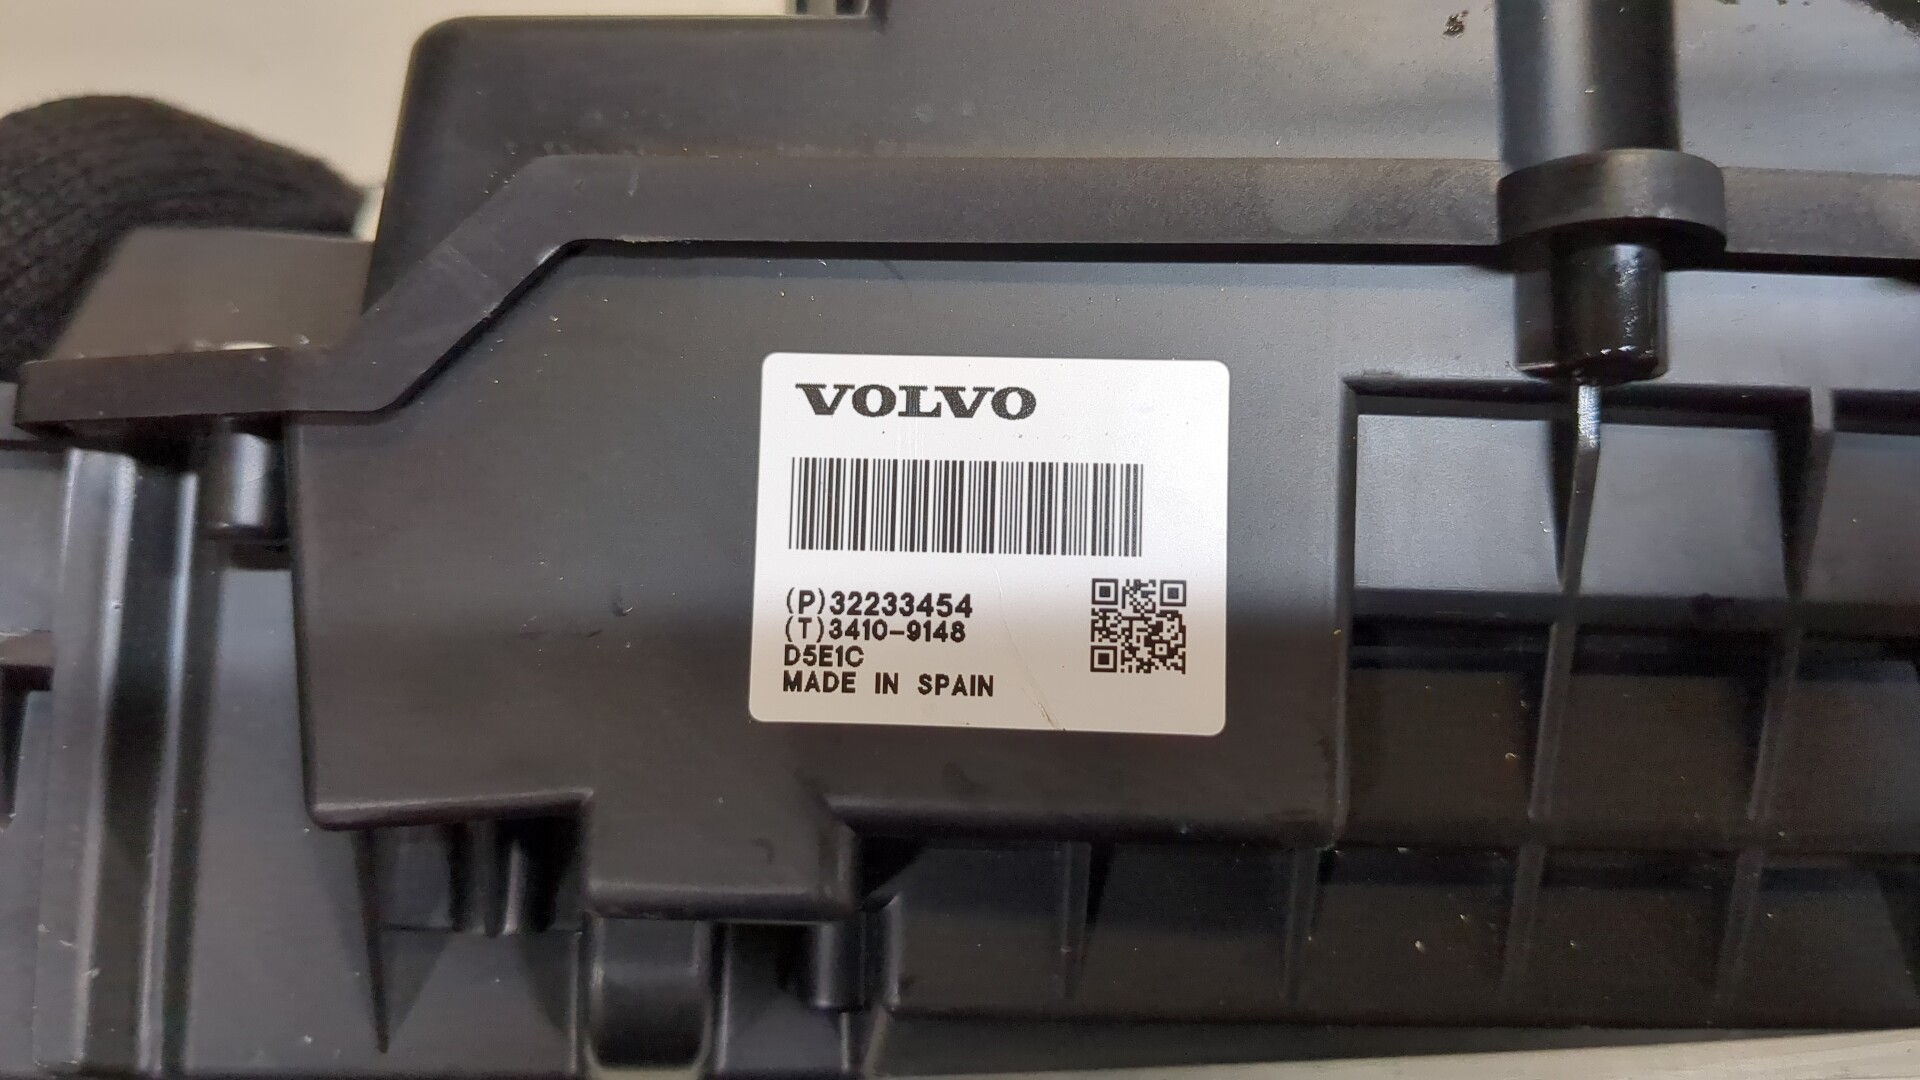 VOLVO
(P)32233454
(T)3410-9148
D5E1C
MADE IN SPAIN